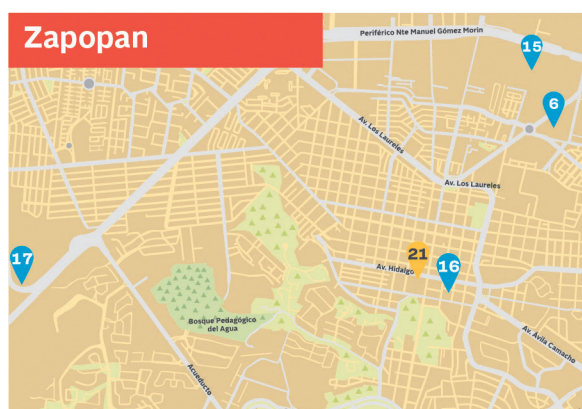 Zapopan
Periférico Nte Manuel Gómez Morin
15
6
Av. Los Laureles
Av. Los Laureles
21
17
Av. Hidalgo
16
Bosque Pedagógico
del Agua
Av. Ávila Camacho
Acueducto